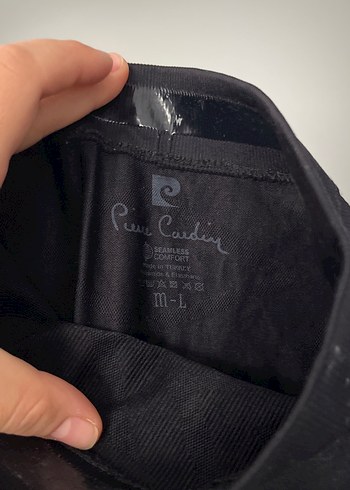 Pierre Cardin
SEAMLESS
COMFORT
Made in TURKEY
M-L